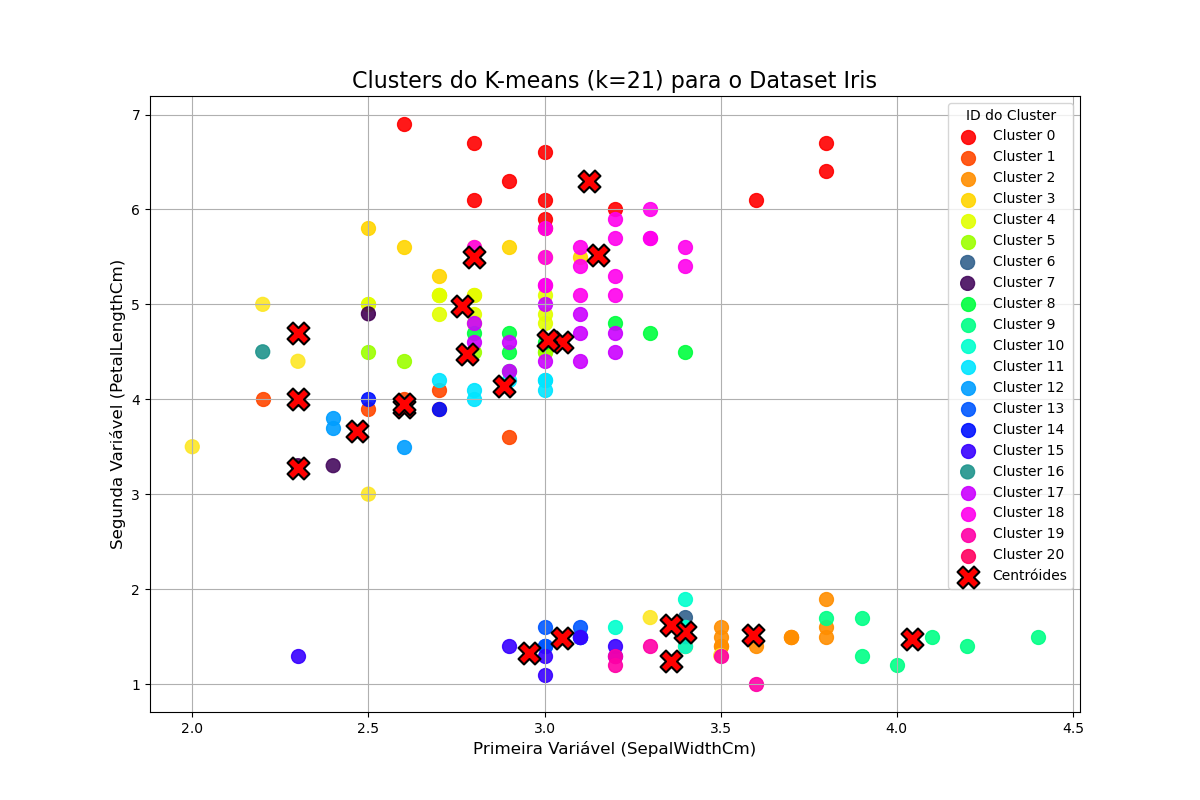 Clusters do K-means (k=21) para o Dataset Iris
ID do Cluster
Cluster 0
Cluster 1
Cluster 2
Cluster 3
Cluster 4
Cluster 5
Cluster 6
Cluster 7
Cluster 8
Cluster 9
Cluster 10
Cluster 11
Cluster 12
Cluster 13
Cluster 14
Cluster 15
Cluster 16
Cluster 17
Cluster 18
Cluster 19
Cluster 20
Centróides
Segunda Variável (PetalLengthCm)
7
6
5
4
3
2
1
2.0
2.5
3.0
3.5
4.0
4.5
Primeira Variável (SepalWidthCm)